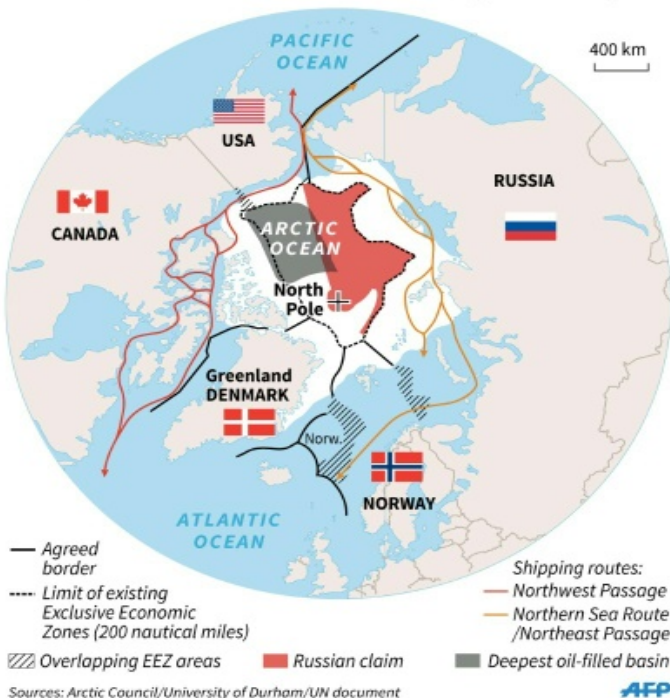 PACIFIC
OCEAN
400 km
USA
RUSSIA
CANADA
ARCTIC
OCEAN
North
Pole
Greenland
DENMARK
Norw.
NORWAY
ATLANTIC
OCEAN
Agreed
border
Limit of existing
Exclusive Economic
Zones (200 nautical miles)
Shipping routes:
Northwest Passage
Northern Sea Route
/Northeast Passage
Overlapping EEZ areas
Russian claim
Deepest oil-filled basin
Sources: Arctic Council/University of Durham/UN document
AFP